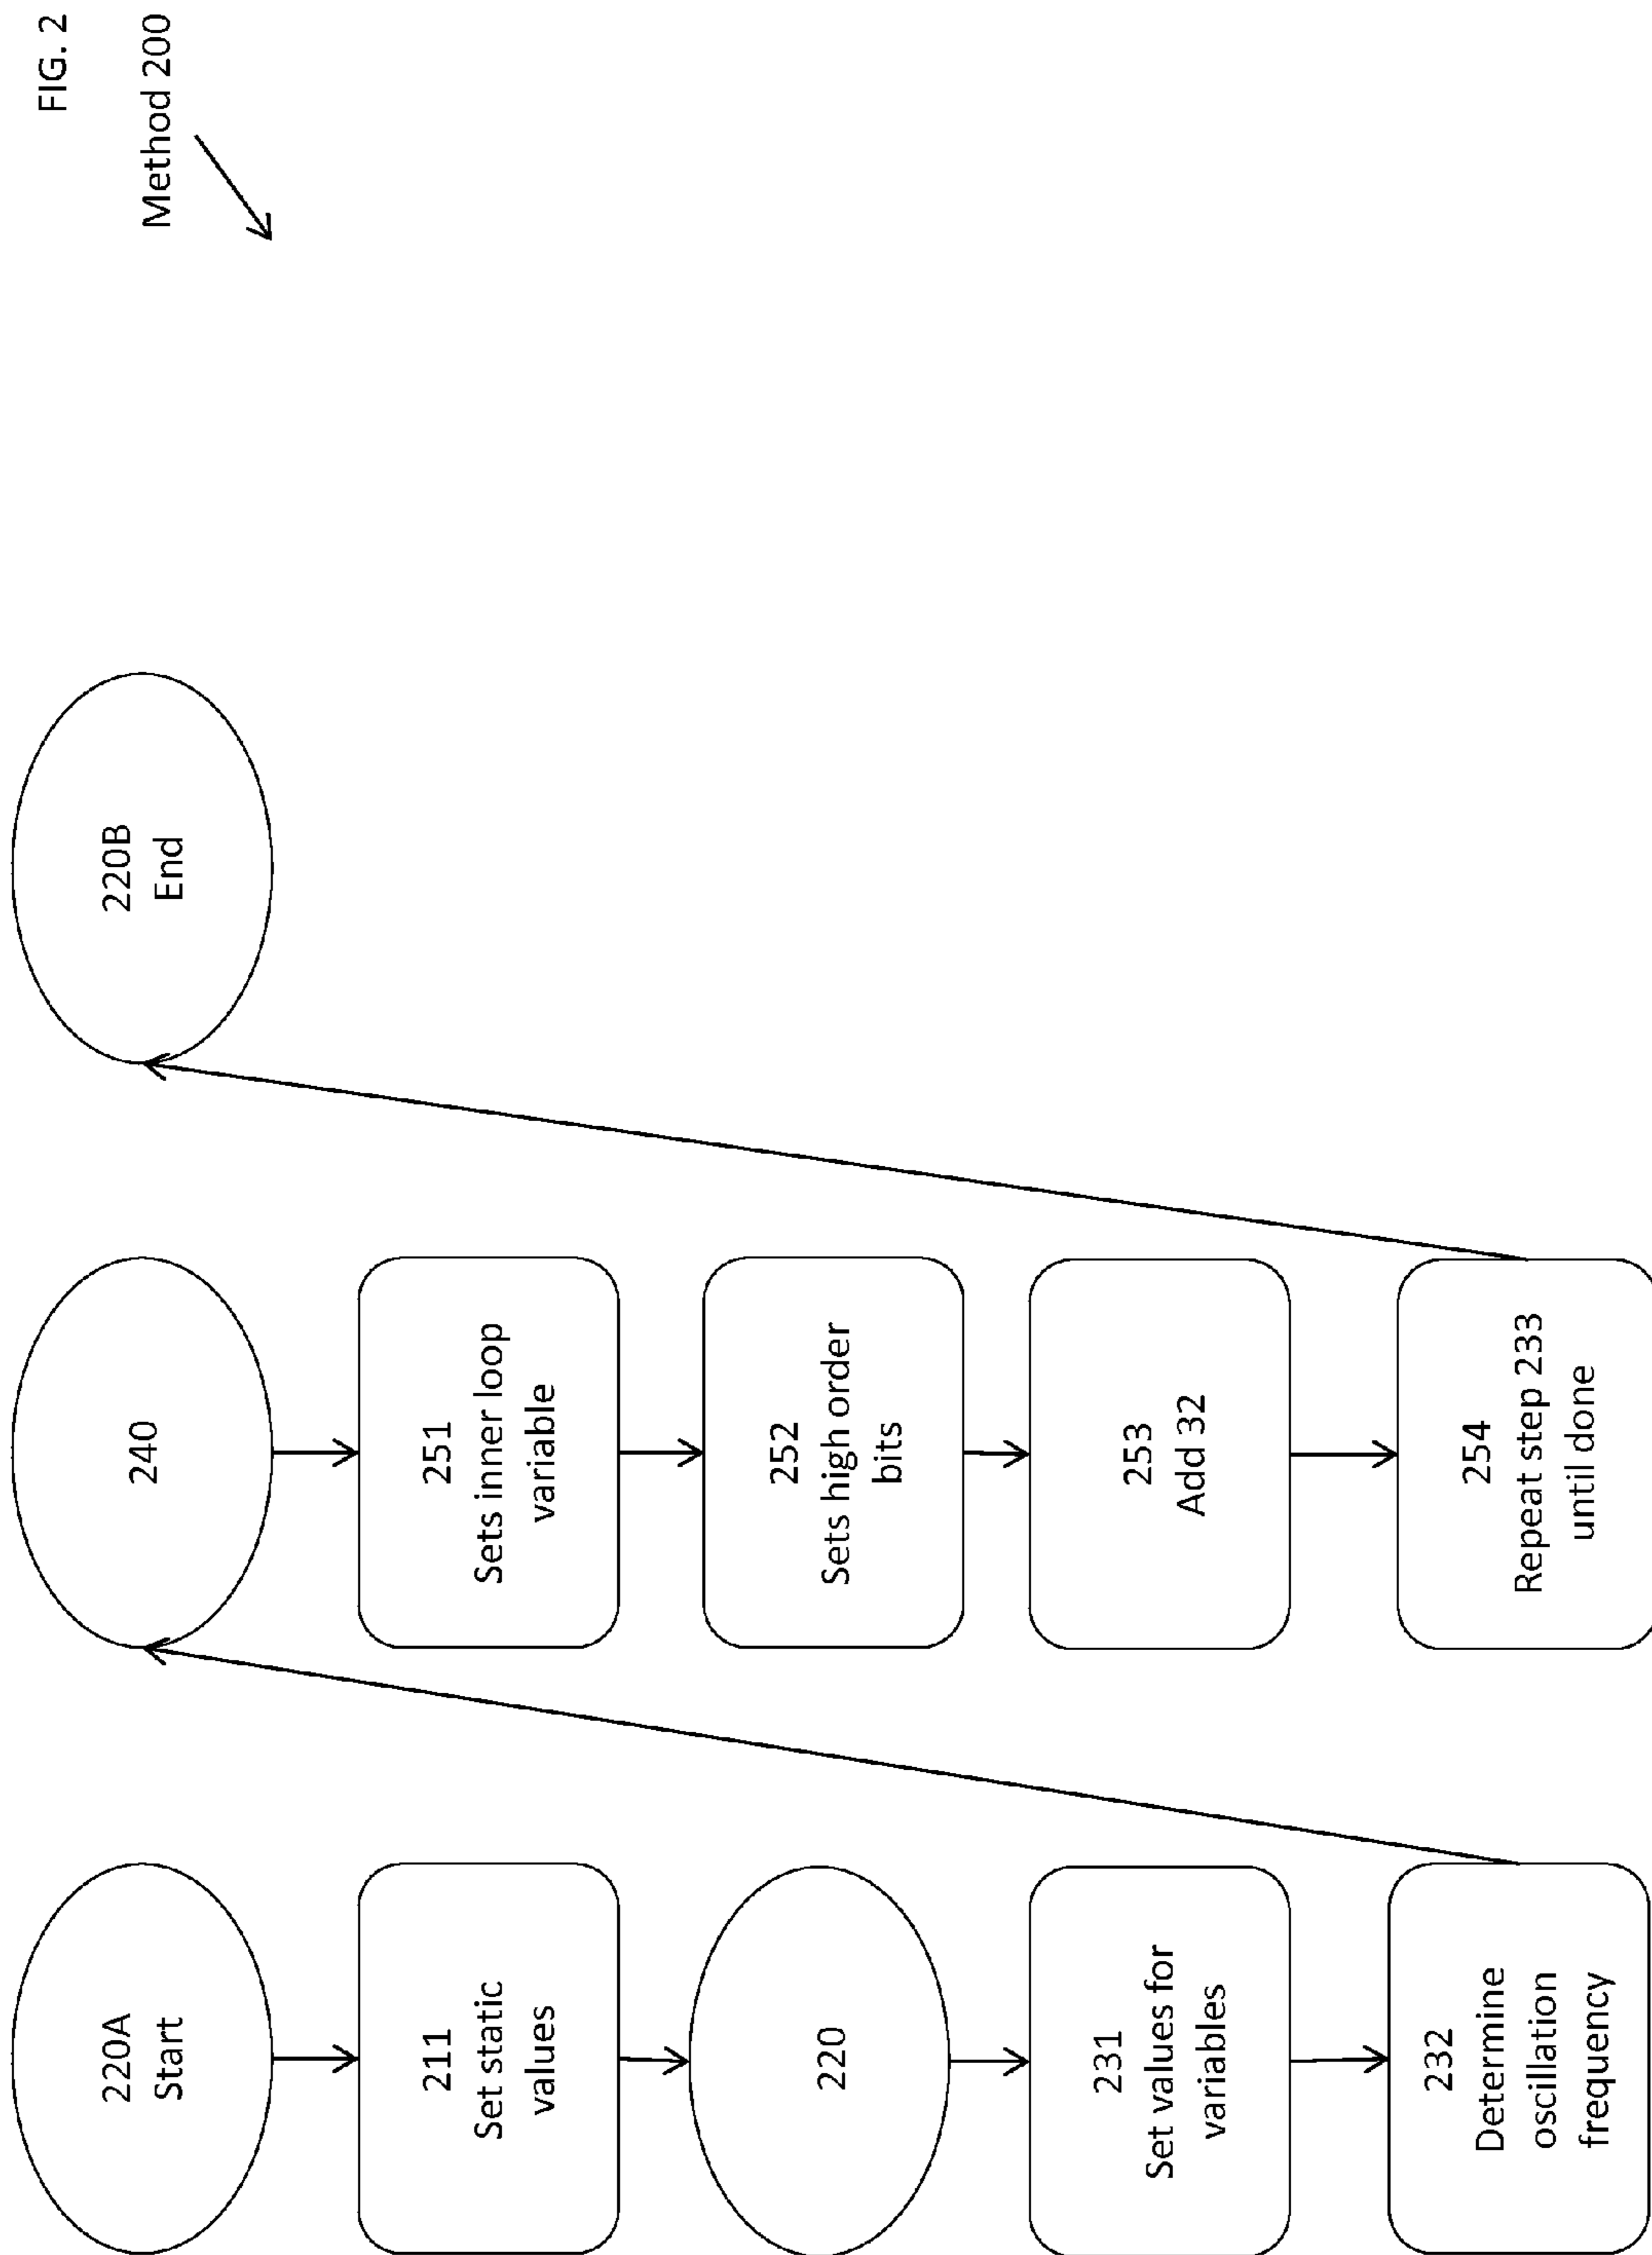 FIG. 2
Method 200
220A
Start
211
Set static
values
220
231
Set values for
variables
232
Determine
oscillation
frequency
240
251
Sets inner loop
variable
252
Sets high order
bits
253
Add 32
254
Repeat step 233
until done
220B
End